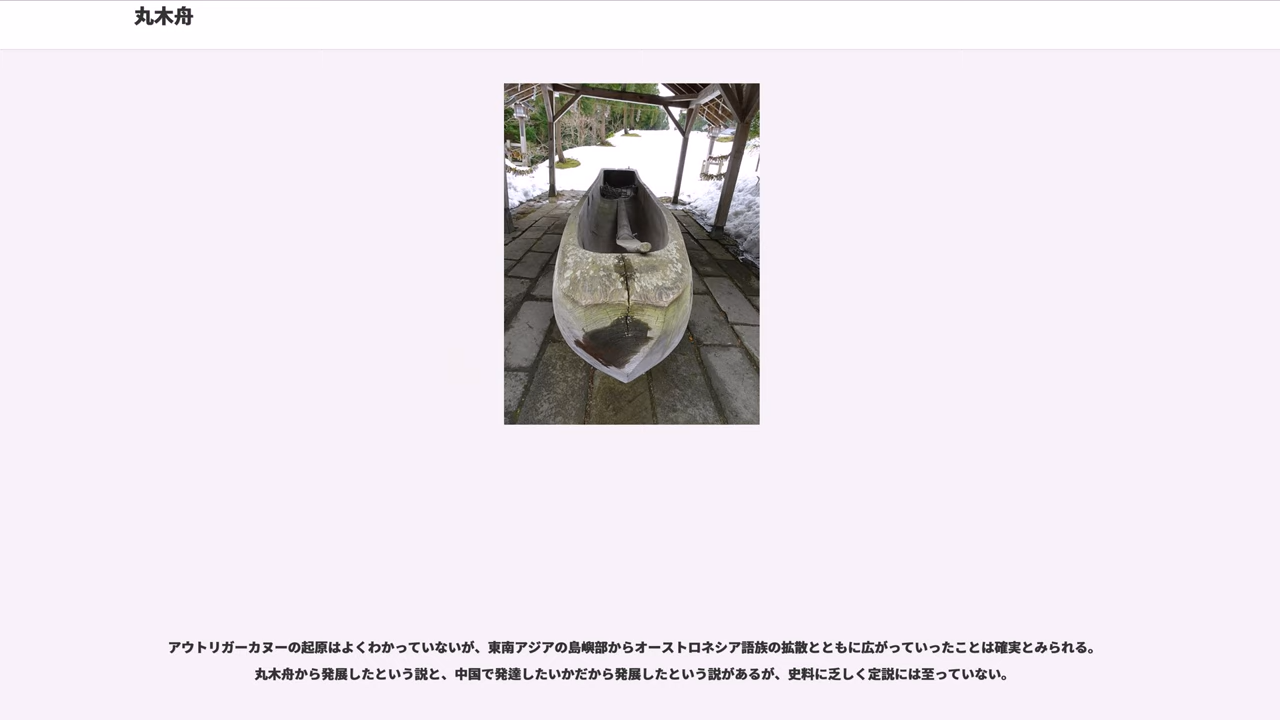 丸木舟
アウトリガーカヌーの起原はよくわかっていないが、東南アジアの島嶼部からオーストロネシア語族の拡散とともに広がっていったことは確実とみられる。
丸木舟から発展したという説と、中国で発達したいかだから発展したという説があるが、史料に乏しく定説には至っていない。